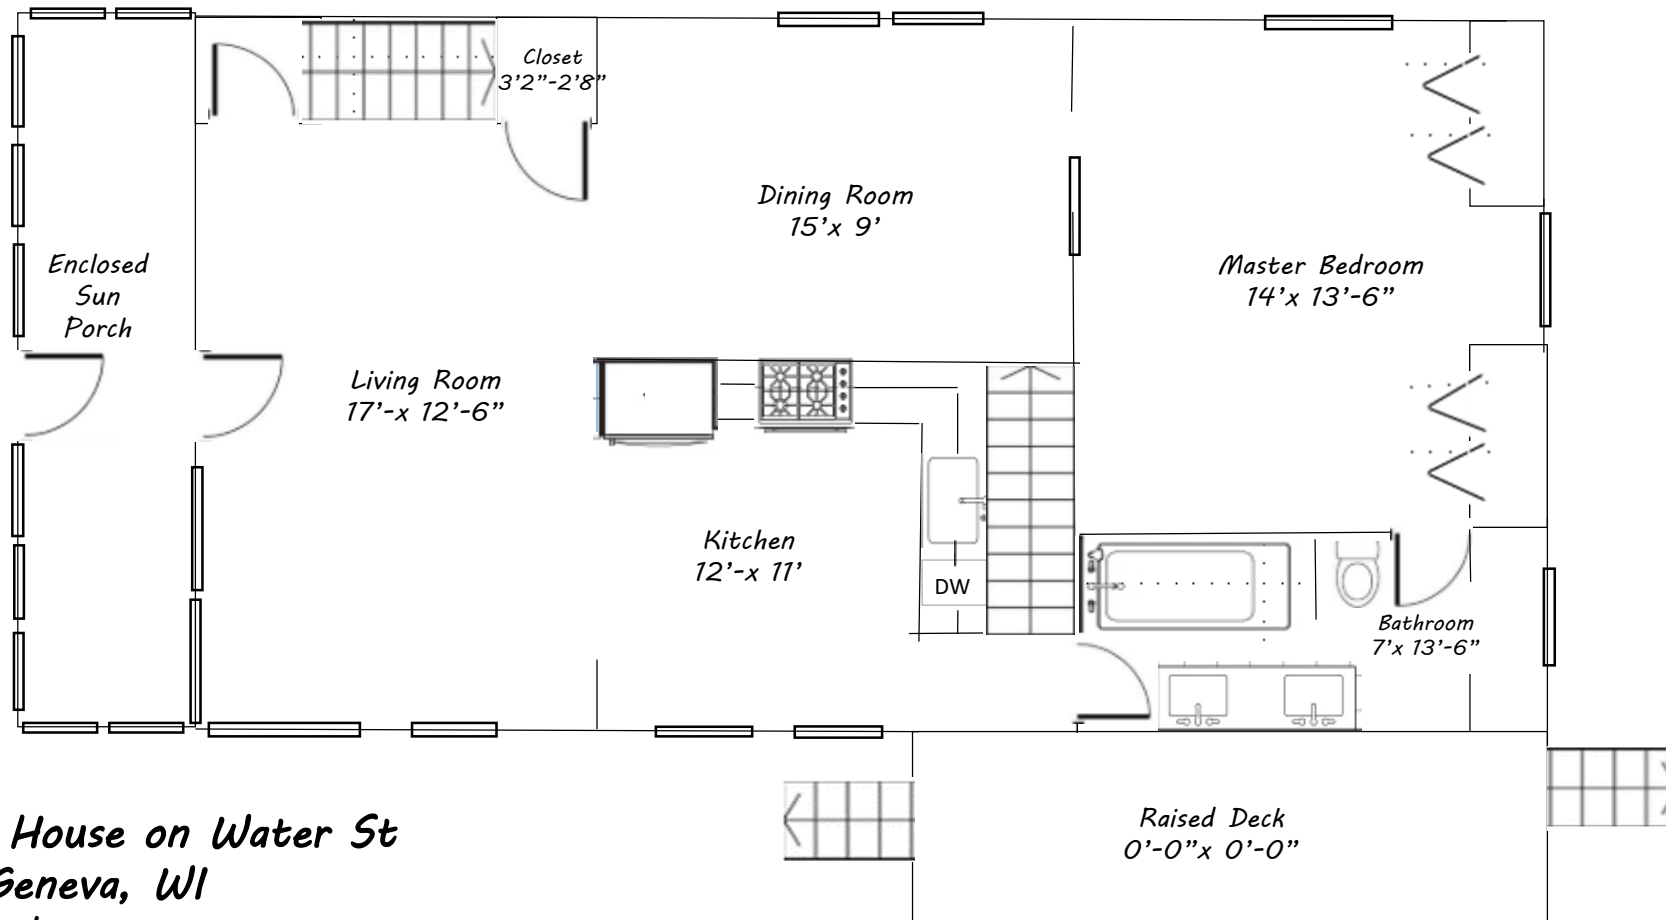 Closet
3'2"-2'8"
Dining Room
15'x 9'
Enclosed
Sun
Porch
Master Bedroom
14'x 13'-6"
Living Room
17'-x 12'-6"
Kitchen
12'-x 11'
DW
Bathroom
7'x 13'-6"
Raised Deck
0'-0"x 0'-0"
House on Water St
Geneva, WI